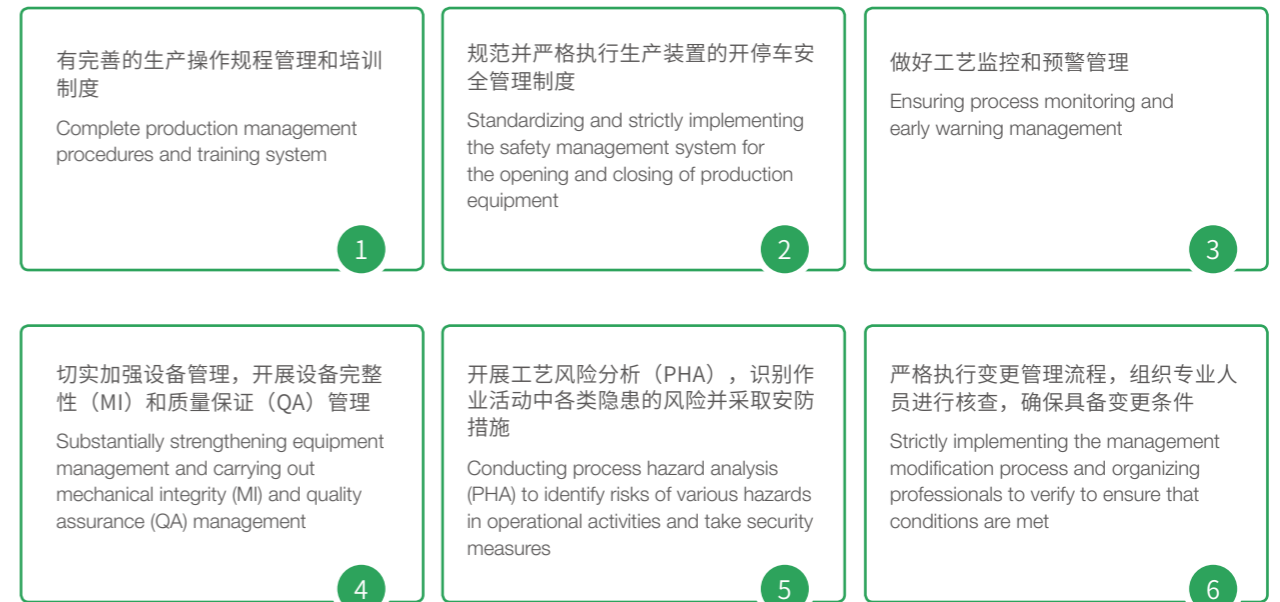 有完善的生产操作规程管理和培训
制度
Complete production management
procedures and training system
1
规范并严格执行生产装置的开停车安
全管理制度
Standardizing and strictly implementing
the safety management system for
the opening and closing of production
equipment
2
做好工艺监控和预警管理
Ensuring process monitoring and
early warning management
3
切实加强设备管理，开展设备完整
性（MI）和质量保证（QA）管理
Substantially strengthening equipment
management and carrying out
mechanical integrity (MI) and quality
assurance (QA) management
4
开展工艺风险分析（PHA），识别作
业活动中各类隐患的风险并采取安防
措施
Conducting process hazard analysis
(PHA) to identify risks of various hazards
in operational activities and take security
measures
5
严格执行变更管理流程，组织专业人
员进行核查，确保具备变更条件
Strictly implementing the management
modification process and organizing
professionals to verify to ensure that
conditions are met
6